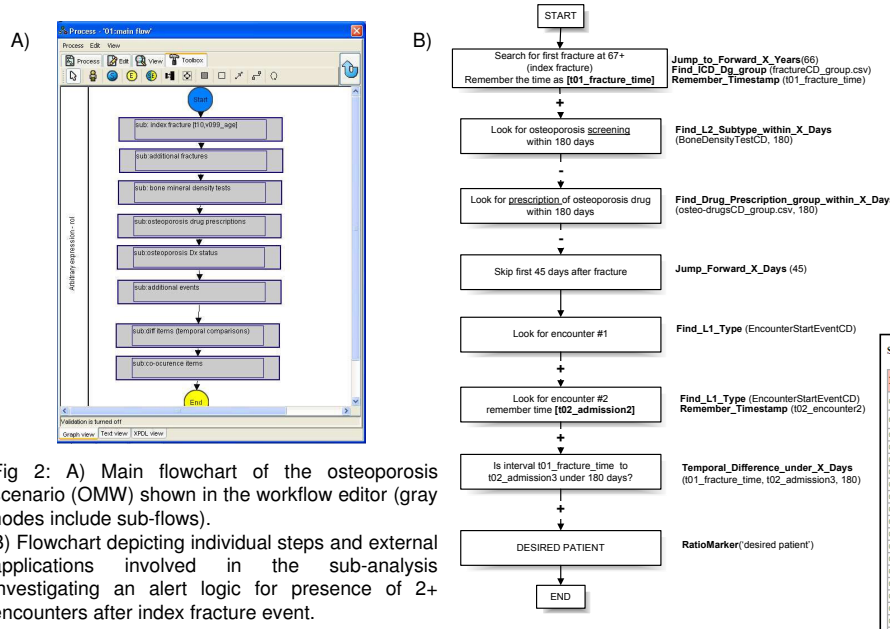 A)
Process - '01:main flow'
Process Edit View
Process Edit View Toolbox
Start
sub: index fracture [t10,v099_age]
sub:additional fractures
sub: bone mineral density tests
sub:osteoporosis drug prescriptions
sub:osteoporosis Dx status
sub:additional events
sub:diff items (temporal comparisons)
sub:co-ocurence items
End
Arbitrary expression - rol
Validation is turned off
Graph view Text view XPDL view
Fig 2: A) Main flowchart of the osteoporosis
scenario (OMW) shown in the workflow editor (gray
nodes include sub-flows).
B) Flowchart depicting individual steps and external
applications involved in the sub-analysis
investigating an alert logic for presence of 2+
encounters after index fracture event.
B)
START
Search for first fracture at 67+
(index fracture)
Remember the time as [t01_fracture_time]
Jump_to_Forward_X_Years(66)
Find_ICD_Dg_group (fractureCD_group.csv)
Remember_Timestamp (t01_fracture_time)
+
Look for osteoporosis screening
within 180 days
Find_L2_Subtype_within_X_Days
(BoneDensityTestCD, 180)
-
Look for prescription of osteoporosis drug
within 180 days
Find_Drug_Prescription_group_within_X_Days
(osteo-drugsCD_group.csv, 180)
-
Skip first 45 days after fracture
Jump_Forward_X_Days (45)
Look for encounter #1
Find_L1_Type (EncounterStartEventCD)
+
Look for encounter #2
remember time [t02_admission2]
Find_L1_Type (EncounterStartEventCD)
Remember_Timestamp (t02_encounter2)
+
Is interval t01_fracture_time to
t02_admission3 under 180 days?
Temporal_Difference_under_X_Days
(t01_fracture_time, t02_admission3, 180)
+
DESIRED PATIENT
RatioMarker('desired patient')
END